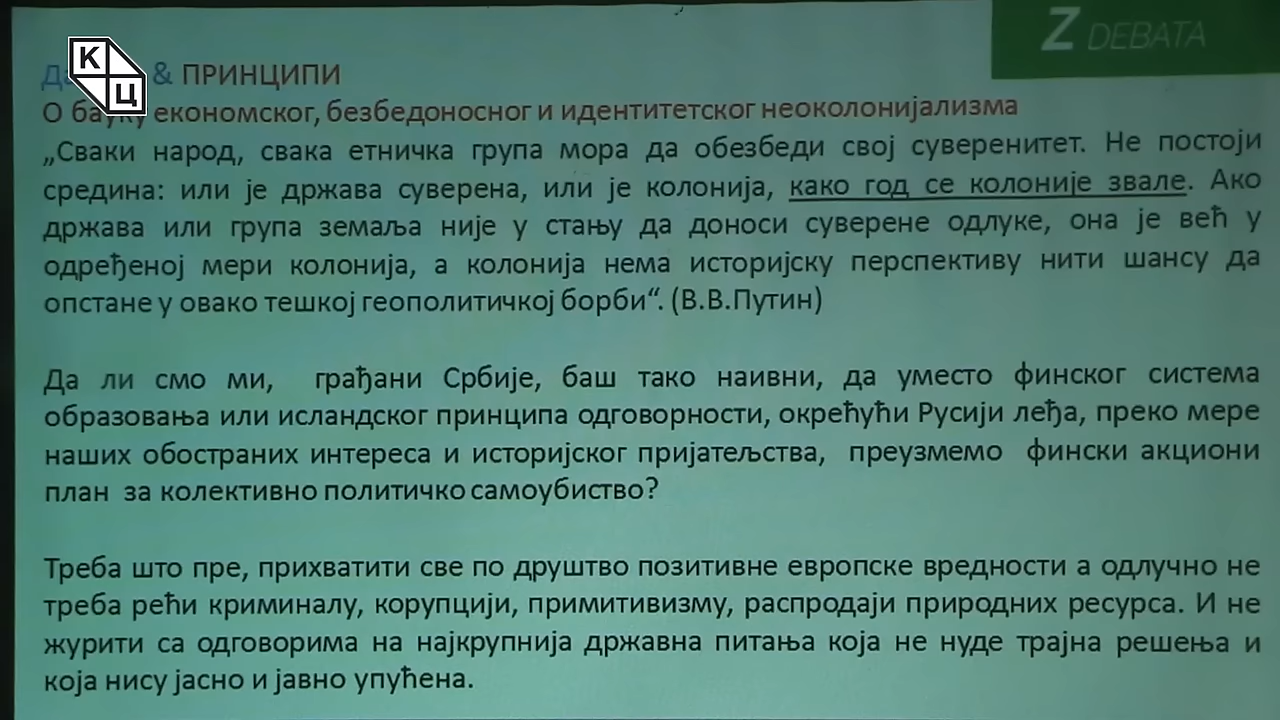 Z DEBATA
К
Ц
& ПРИНЦИПИ
О бауку економског, безбедоносног и идентитетског неоколонијализма
„Сваки народ, свака етничка група мора да обезбеди свој суверенитет. Не постоји
средина: или је држава суверена, или је колонија, како год се колоније звале. Ако
држава или група земаља није у стању да доноси суверене одлуке, она је већ у
одређеној мери колонија, а колонија нема историјску перспективу нити шансу да
опстане у овако тешкој геополитичкој борби“. (В.В.Путин)
Да ли смо ми, грађани Србије, баш тако наивни, да уместо финског система
образовања или исландског принципа одговорности, окрећући Русији леђа, преко мере
наших обостраних интереса и историјског пријатељства, преузмемо фински акциони
план за колективно политичко самоубиство?
Треба што пре, прихватити све по друштво позитивне европске вредности а одлучно не
треба рећи криминалу, корупцији, примитивизму, распродаји природних ресурса. И не
журити са одговорима на најкрупнија државна питања која не нуде трајна решења и
која нису јасно и јавно упућена.